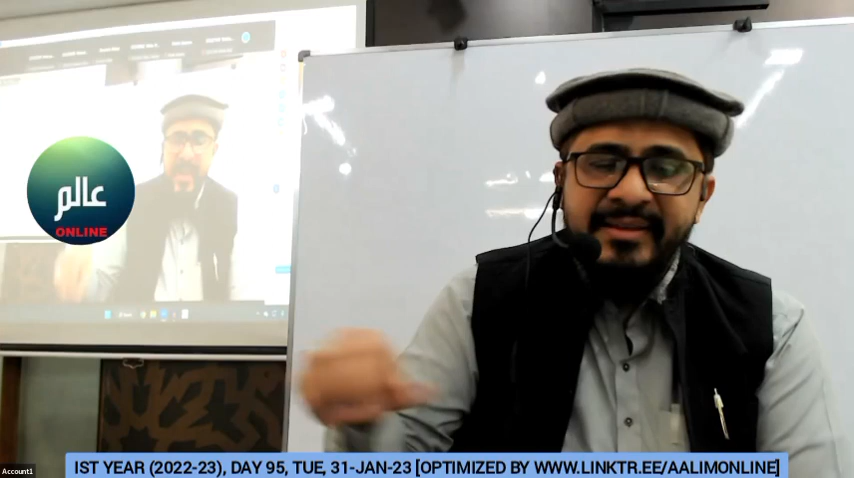 عالم
ONLINE
Account1
IST YEAR (2022-23), DAY 95, TUE, 31-JAN-23 [OPTIMIZED BY WWW.LINKTR.EE/AALIMONLINE]